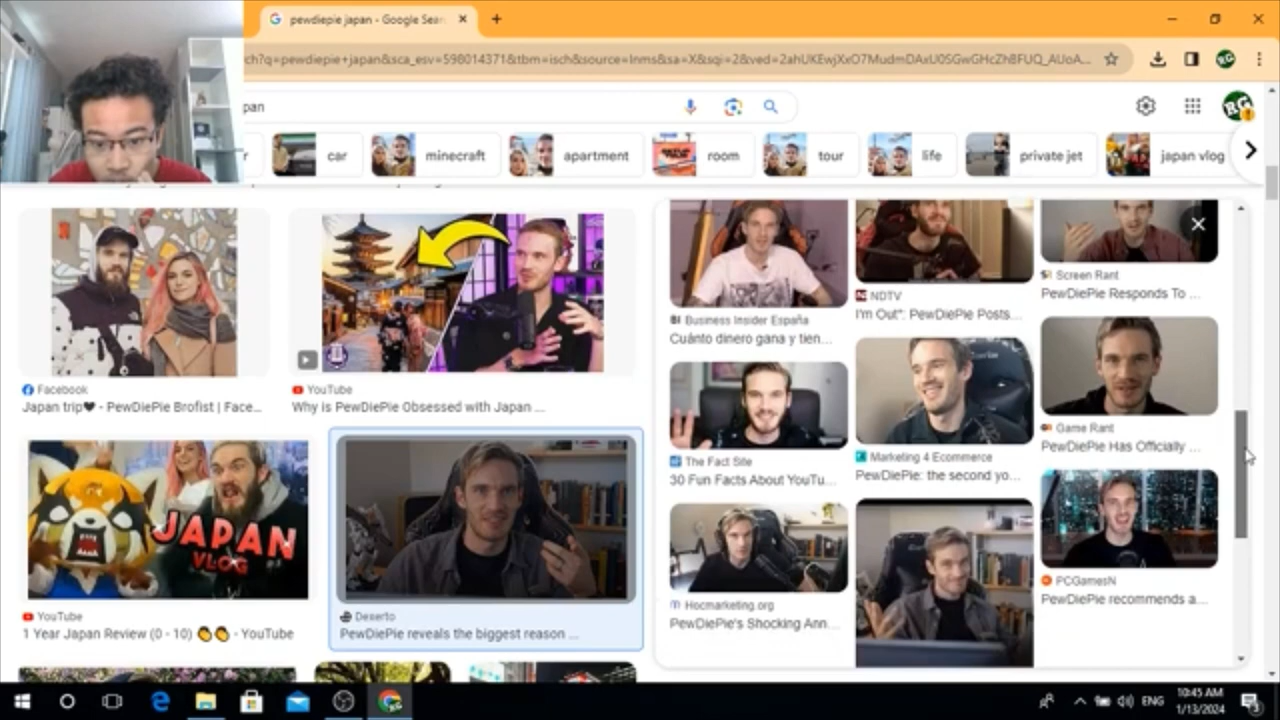 pewdiepie japan - Google Sear
ch?q=pewdiepie+japan&sca_esv=598014371&tbm=isch&source=lnms&sa=X&sqi=2&ved=2ahUKEwjXxO7MudmDAxU0SGwGHcZhBFUQ_AUoA...
pan
RG
r
car
minecraft
apartment
room
tour
life
private jet
japan vlog
Facebook
Japan trip🖤 - PewDiePie Brofist | Face...
YouTube
Why is PewDiePie Obsessed with Japan ...
JAPAN
VLOG
YouTube
1 Year Japan Review (0 - 10) 👏👏 - YouTube
Dexerto
PewDiePie reveals the biggest reason ...
Business Insider España
Cuánto dinero gana y tien...
NDTV
I'm Out": PewDiePie Posts...
Screen Rant
PewDiePie Responds To ...
The Fact Site
30 Fun Facts About YouTu...
Marketing 4 Ecommerce
PewDiePie: the second yo...
Game Rant
PewDiePie Has Officially ...
Hocmarketing.org
PewDiePie's Shocking Ann...
PCGamesN
PewDiePie recommends a...
ENG
10:45 AM
1/13/2024